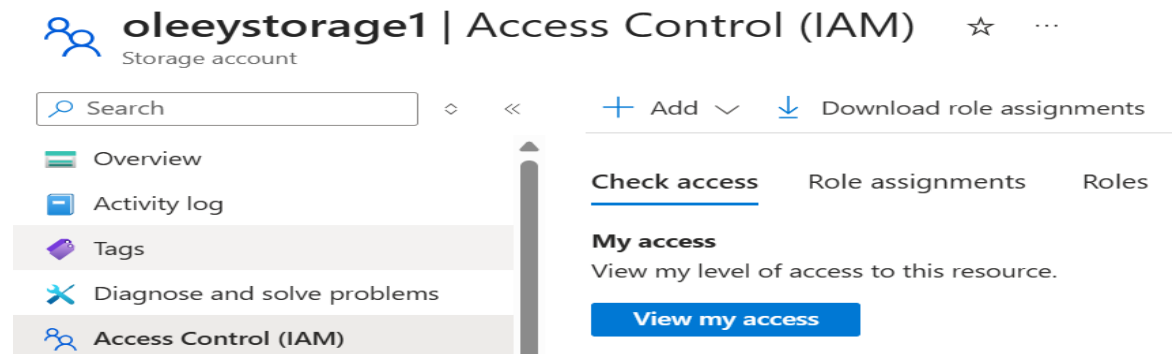 oleeystorage1 | Access Control (IAM)
Storage account
Search
Add
Download role assignments
Overview
Activity log
Tags
Diagnose and solve problems
Access Control (IAM)
Check access
Role assignments
Roles
My access
View my level of access to this resource.
View my access